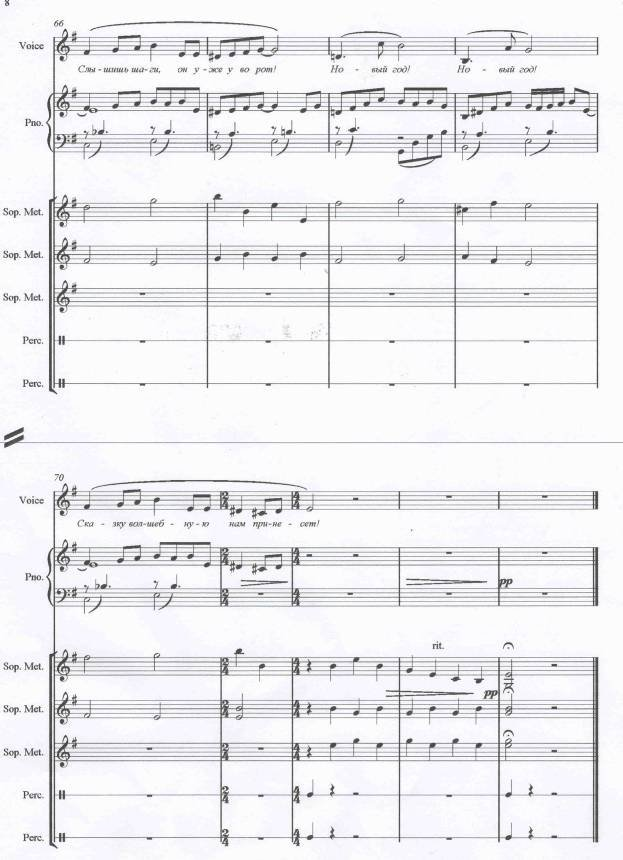 8
66
Voice
Слы - шишь ша - ги, он у - же у во рот! Но - вый год! Но - вый год!
Pno.
Sop. Met.
Sop. Met.
Sop. Met.
Perc.
Perc.
70
Voice
Ска - зку вол - шеб - ну - ю нам при - не - сет!
Pno.
pp
rit.
Sop. Met.
pp
Sop. Met.
Sop. Met.
Perc.
Perc.